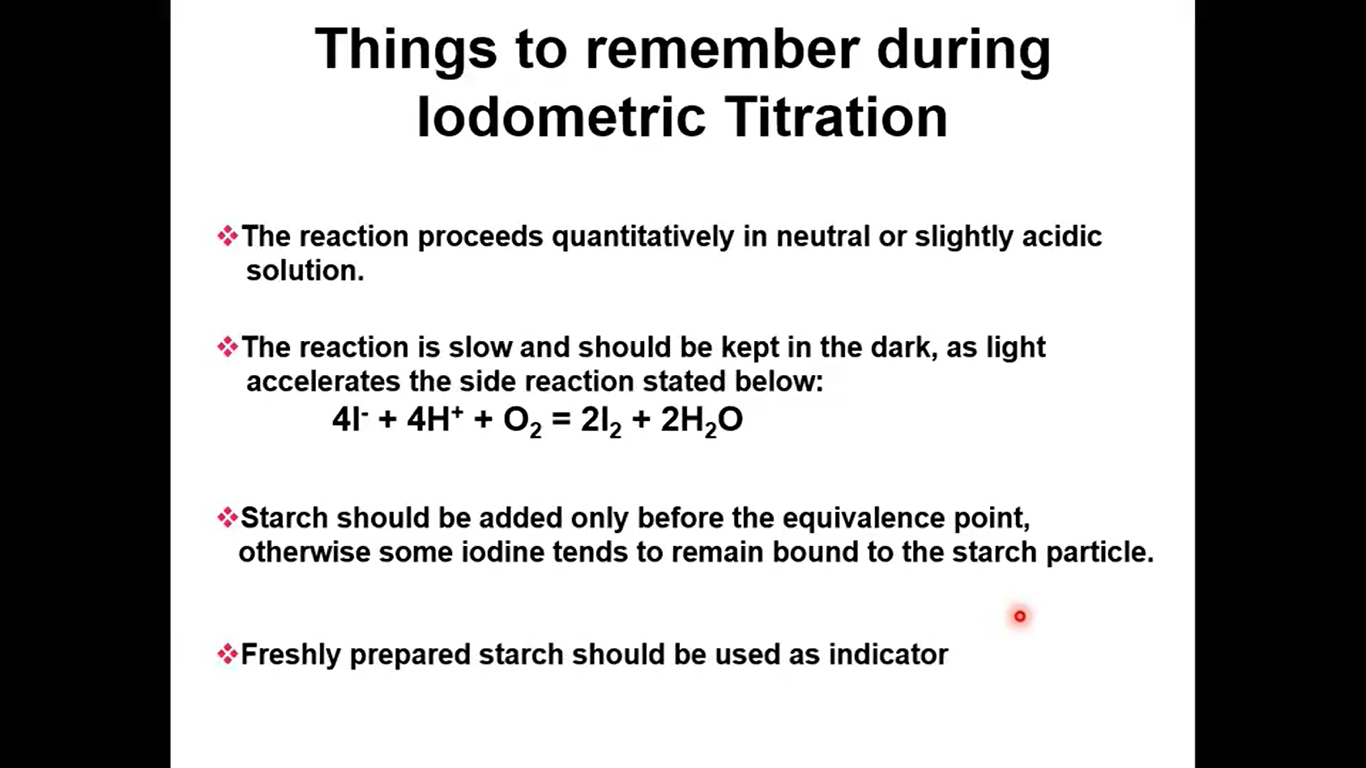 Things to remember during
Iodometric Titration
❖The reaction proceeds quantitatively in neutral or slightly acidic
solution.
❖The reaction is slow and should be kept in the dark, as light
accelerates the side reaction stated below:
4I⁻ + 4H⁺ + O₂ = 2I₂ + 2H₂O
❖Starch should be added only before the equivalence point,
otherwise some iodine tends to remain bound to the starch particle.
❖Freshly prepared starch should be used as indicator